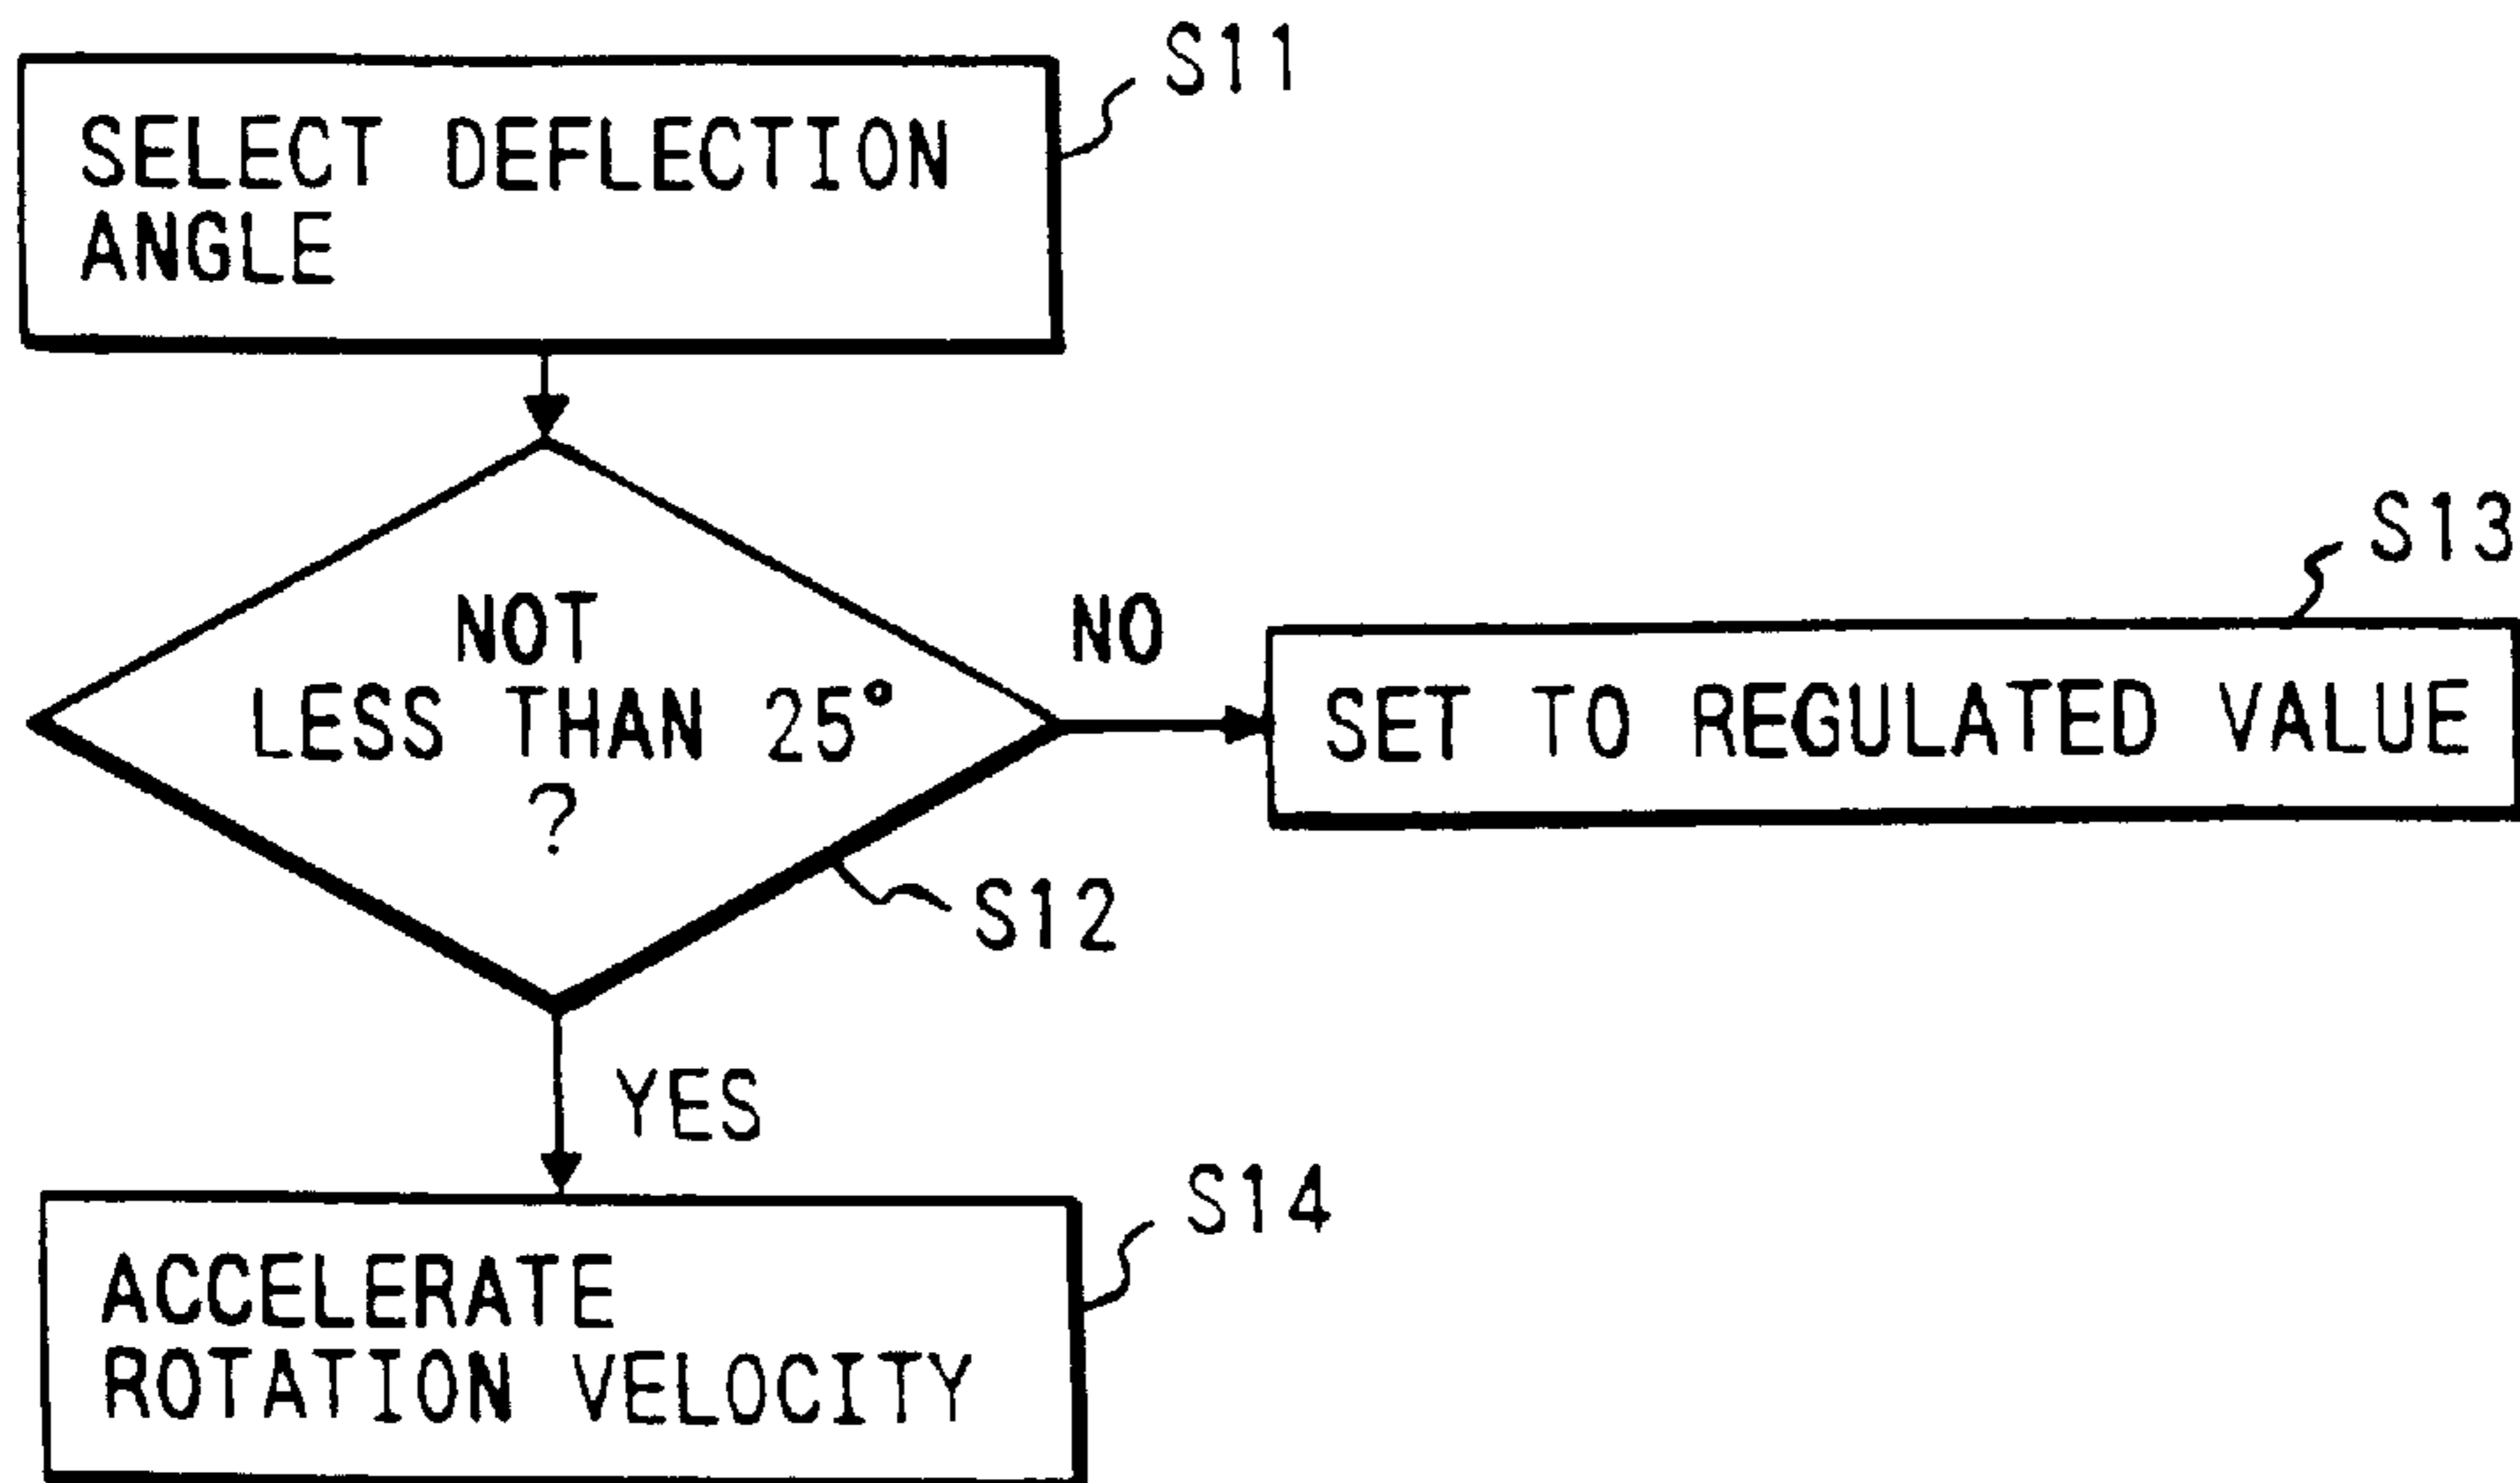 S11
SELECT DEFLECTION
ANGLE
NOT
LESS THAN 25°
?
NO
S13
SET TO REGULATED VALUE
S12
YES
S14
ACCELERATE
ROTATION VELOCITY